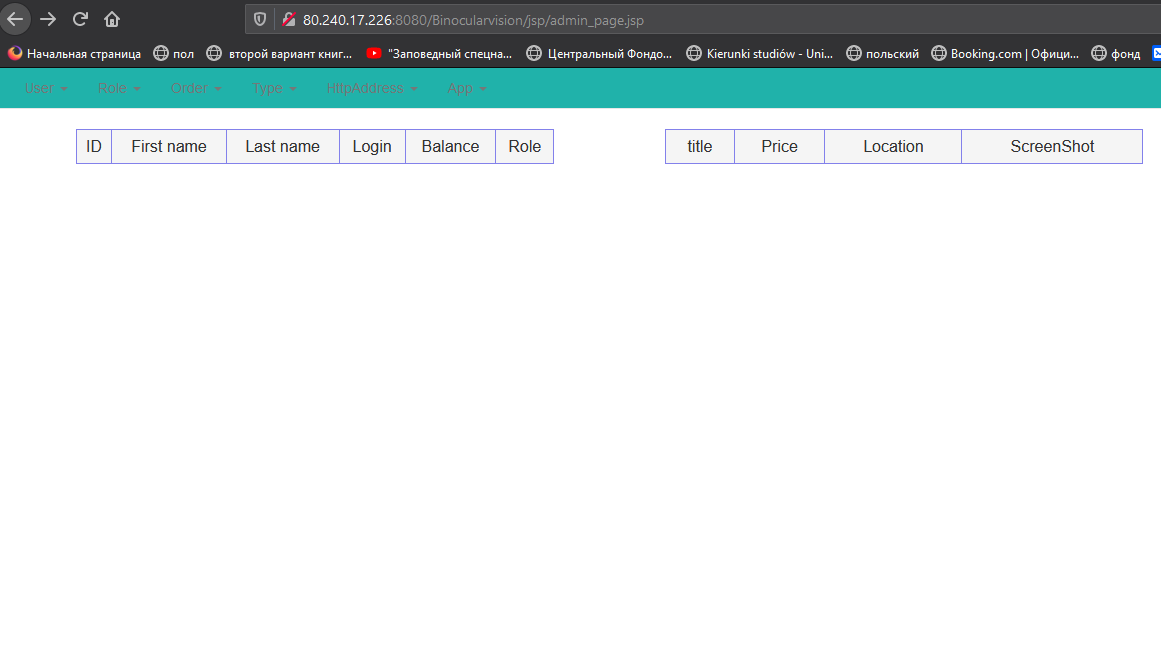 80.240.17.226:8080/Binocularvision/jsp/admin_page.jsp
Начальная страница пол второй вариант книг... "Заповедный спецна... Центральный Фондо... Kierunki studiów - Uni... польский Booking.com | Официа... фонд
User Role Order Type HttpAddress App
ID First name Last name Login Balance Role title Price Location ScreenShot